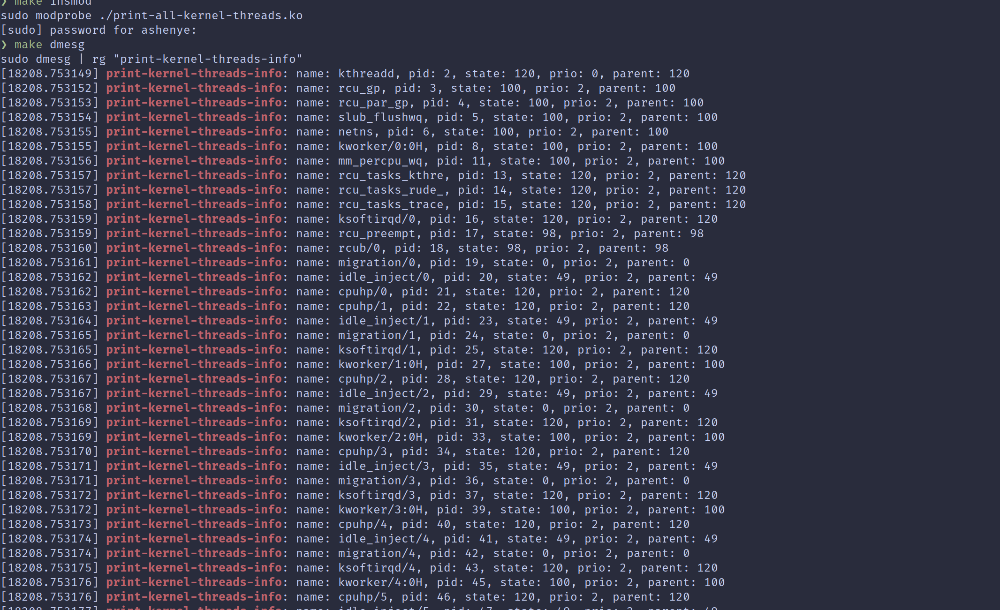 ❯ make insmod
sudo modprobe ./print-all-kernel-threads.ko
[sudo] password for ashenye:
❯ make dmesg
sudo dmesg | rg "print-kernel-threads-info"
[18208.753149] print-kernel-threads-info: name: kthreadd, pid: 2, state: 120, prio: 0, parent: 120
[18208.753152] print-kernel-threads-info: name: rcu_gp, pid: 3, state: 100, prio: 2, parent: 100
[18208.753153] print-kernel-threads-info: name: rcu_par_gp, pid: 4, state: 100, prio: 2, parent: 100
[18208.753154] print-kernel-threads-info: name: slub_flushwq, pid: 5, state: 100, prio: 2, parent: 100
[18208.753155] print-kernel-threads-info: name: netns, pid: 6, state: 100, prio: 2, parent: 100
[18208.753155] print-kernel-threads-info: name: kworker/0:0H, pid: 8, state: 100, prio: 2, parent: 100
[18208.753156] print-kernel-threads-info: name: mm_percpu_wq, pid: 11, state: 100, prio: 2, parent: 100
[18208.753157] print-kernel-threads-info: name: rcu_tasks_kthre, pid: 13, state: 120, prio: 2, parent: 120
[18208.753157] print-kernel-threads-info: name: rcu_tasks_rude_, pid: 14, state: 120, prio: 2, parent: 120
[18208.753158] print-kernel-threads-info: name: rcu_tasks_trace, pid: 15, state: 120, prio: 2, parent: 120
[18208.753159] print-kernel-threads-info: name: ksoftirqd/0, pid: 16, state: 120, prio: 2, parent: 120
[18208.753159] print-kernel-threads-info: name: rcu_preempt, pid: 17, state: 98, prio: 2, parent: 98
[18208.753160] print-kernel-threads-info: name: rcub/0, pid: 18, state: 98, prio: 2, parent: 98
[18208.753161] print-kernel-threads-info: name: migration/0, pid: 19, state: 0, prio: 2, parent: 0
[18208.753162] print-kernel-threads-info: name: idle_inject/0, pid: 20, state: 49, prio: 2, parent: 49
[18208.753162] print-kernel-threads-info: name: cpuhp/0, pid: 21, state: 120, prio: 2, parent: 120
[18208.753163] print-kernel-threads-info: name: cpuhp/1, pid: 22, state: 120, prio: 2, parent: 120
[18208.753164] print-kernel-threads-info: name: idle_inject/1, pid: 23, state: 49, prio: 2, parent: 49
[18208.753165] print-kernel-threads-info: name: migration/1, pid: 24, state: 0, prio: 2, parent: 0
[18208.753165] print-kernel-threads-info: name: ksoftirqd/1, pid: 25, state: 120, prio: 2, parent: 120
[18208.753166] print-kernel-threads-info: name: kworker/1:0H, pid: 27, state: 100, prio: 2, parent: 100
[18208.753167] print-kernel-threads-info: name: cpuhp/2, pid: 28, state: 120, prio: 2, parent: 120
[18208.753167] print-kernel-threads-info: name: idle_inject/2, pid: 29, state: 49, prio: 2, parent: 49
[18208.753168] print-kernel-threads-info: name: migration/2, pid: 30, state: 0, prio: 2, parent: 0
[18208.753169] print-kernel-threads-info: name: ksoftirqd/2, pid: 31, state: 120, prio: 2, parent: 120
[18208.753169] print-kernel-threads-info: name: kworker/2:0H, pid: 33, state: 100, prio: 2, parent: 100
[18208.753170] print-kernel-threads-info: name: cpuhp/3, pid: 34, state: 120, prio: 2, parent: 120
[18208.753171] print-kernel-threads-info: name: idle_inject/3, pid: 35, state: 49, prio: 2, parent: 49
[18208.753171] print-kernel-threads-info: name: migration/3, pid: 36, state: 0, prio: 2, parent: 0
[18208.753172] print-kernel-threads-info: name: ksoftirqd/3, pid: 37, state: 120, prio: 2, parent: 120
[18208.753172] print-kernel-threads-info: name: kworker/3:0H, pid: 39, state: 100, prio: 2, parent: 100
[18208.753173] print-kernel-threads-info: name: cpuhp/4, pid: 40, state: 120, prio: 2, parent: 120
[18208.753174] print-kernel-threads-info: name: idle_inject/4, pid: 41, state: 49, prio: 2, parent: 49
[18208.753174] print-kernel-threads-info: name: migration/4, pid: 42, state: 0, prio: 2, parent: 0
[18208.753175] print-kernel-threads-info: name: ksoftirqd/4, pid: 43, state: 120, prio: 2, parent: 120
[18208.753176] print-kernel-threads-info: name: kworker/4:0H, pid: 45, state: 100, prio: 2, parent: 100
[18208.753176] print-kernel-threads-info: name: cpuhp/5, pid: 46, state: 120, prio: 2, parent: 120